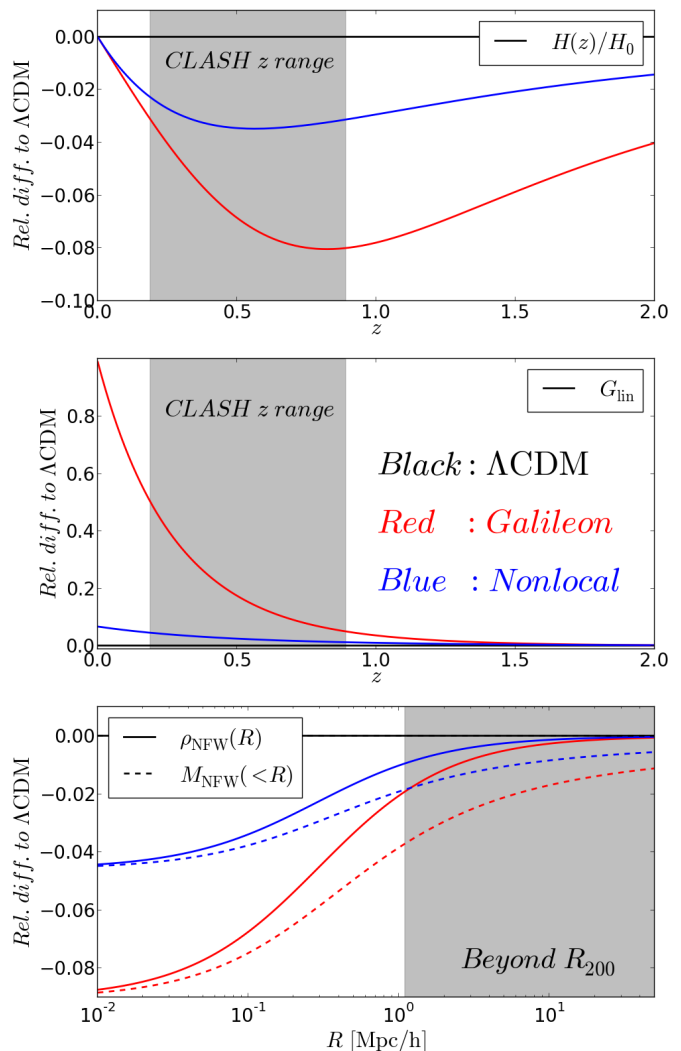 0.00
−0.02
−0.04
−0.06
−0.08
−0.10
Rel. diff. to ΛCDM
CLASH z range
H(z)/H₀
0.0 0.5 1.0 1.5 2.0
z
0.8
0.6
0.4
0.2
0.0
Rel. diff. to ΛCDM
CLASH z range
G_lin
Black : ΛCDM
Red : Galileon
Blue : Nonlocal
0.0 0.5 1.0 1.5 2.0
z
0.00
−0.02
−0.04
−0.06
−0.08
Rel. diff. to ΛCDM
ρ_NFW(R)
M_NFW(<R)
Beyond R₂₀₀
10⁻² 10⁻¹ 10⁰ 10¹
R [Mpc/h]